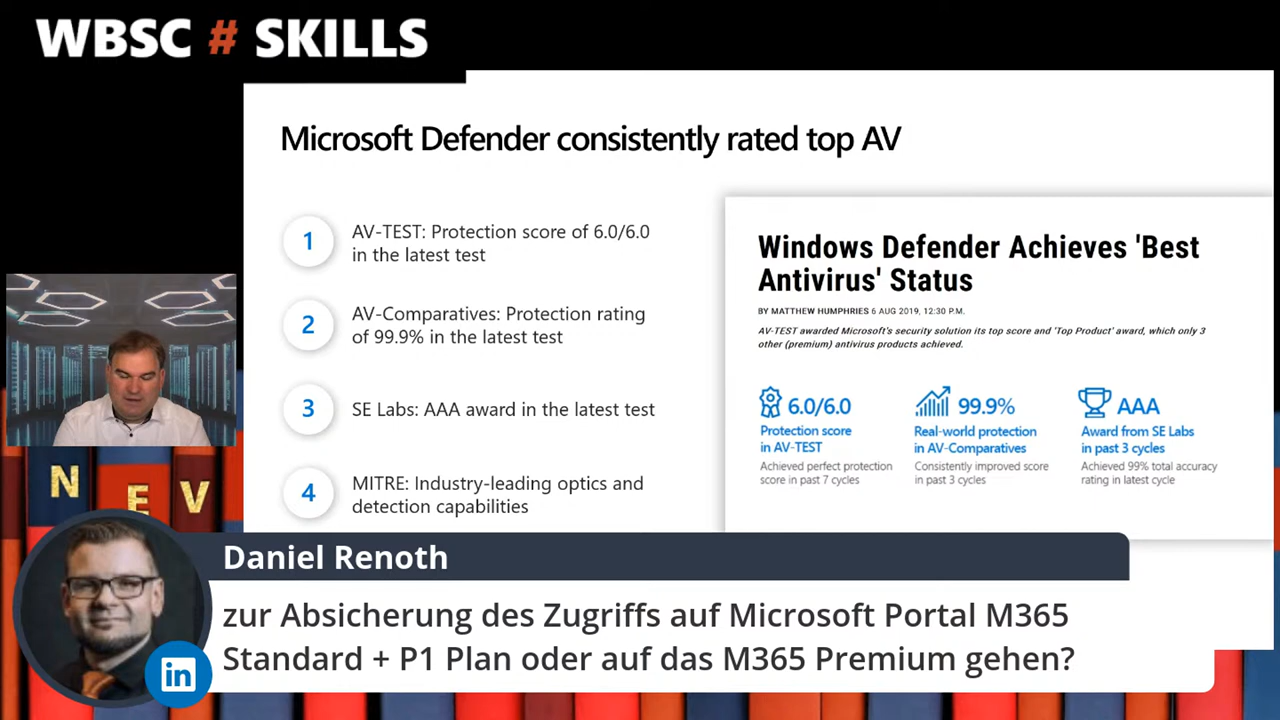 WBSC # SKILLS
Microsoft Defender consistently rated top AV
1
AV-TEST: Protection score of 6.0/6.0
in the latest test
2
AV-Comparatives: Protection rating
of 99.9% in the latest test
3
SE Labs: AAA award in the latest test
4
MITRE: Industry-leading optics and
detection capabilities
Windows Defender Achieves 'Best
Antivirus' Status
BY MATTHEW HUMPHRIES 6 AUG 2019, 12:30 P.M.
AV-TEST awarded Microsoft's security solution its top score and 'Top Product' award, which only 3
other (premium) antivirus products achieved.
6.0/6.0
Protection score
in AV-TEST
Achieved perfect protection
score in past 7 cycles
99.9%
Real-world protection
in AV-Comparatives
Consistently improved score
in past 3 cycles
AAA
Award from SE Labs
in past 3 cycles
Achieved 99% total accuracy
rating in latest cycle
N E V
Daniel Renoth
zur Absicherung des Zugriffs auf Microsoft Portal M365
Standard + P1 Plan oder auf das M365 Premium gehen?
in